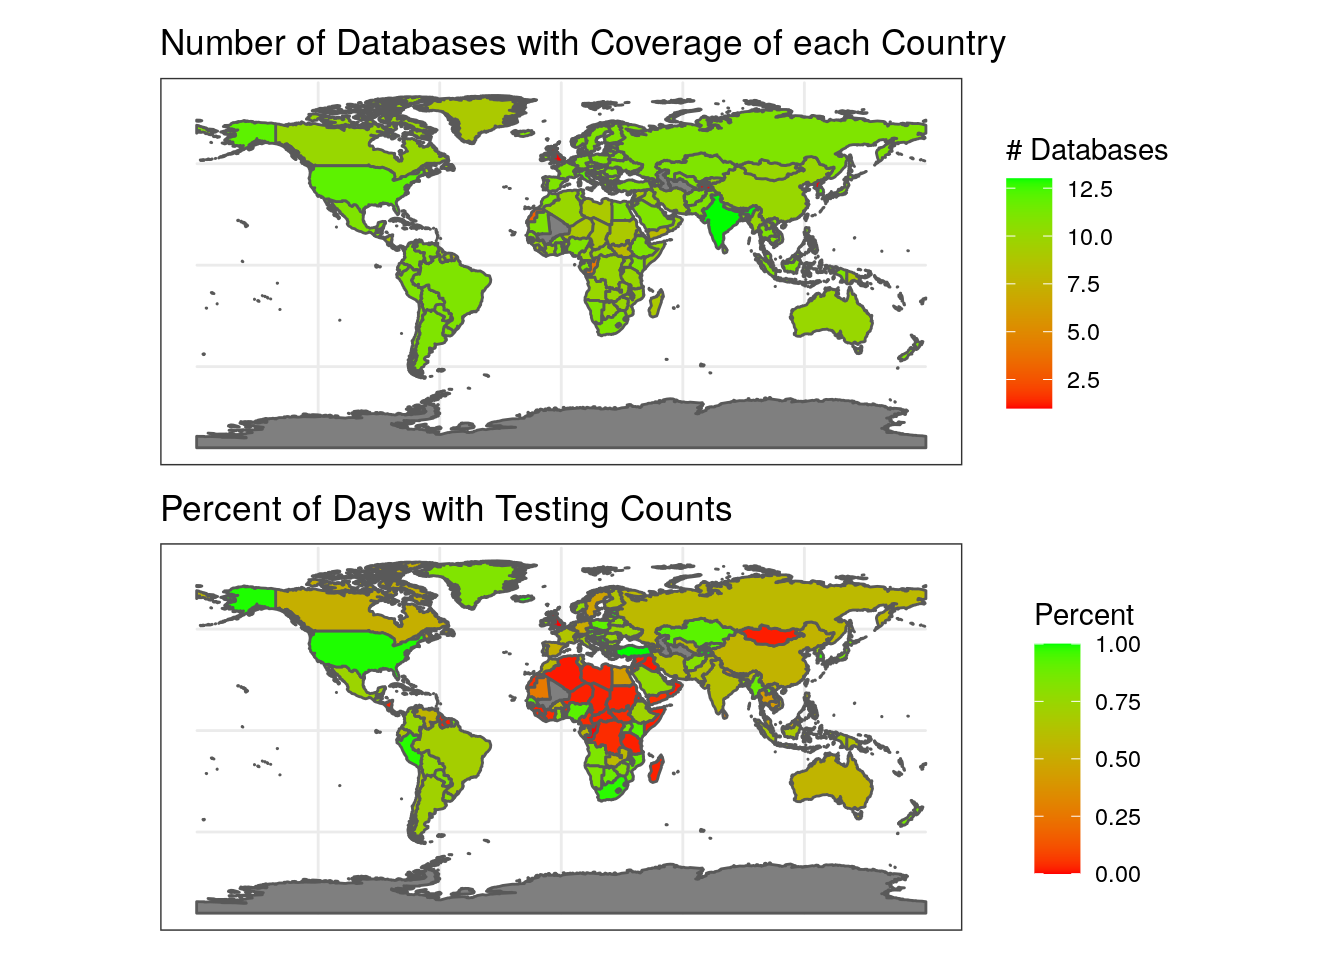 Number of Databases with Coverage of each Country
# Databases
12.5
10.0
7.5
5.0
2.5
Percent of Days with Testing Counts
Percent
1.00
0.75
0.50
0.25
0.00